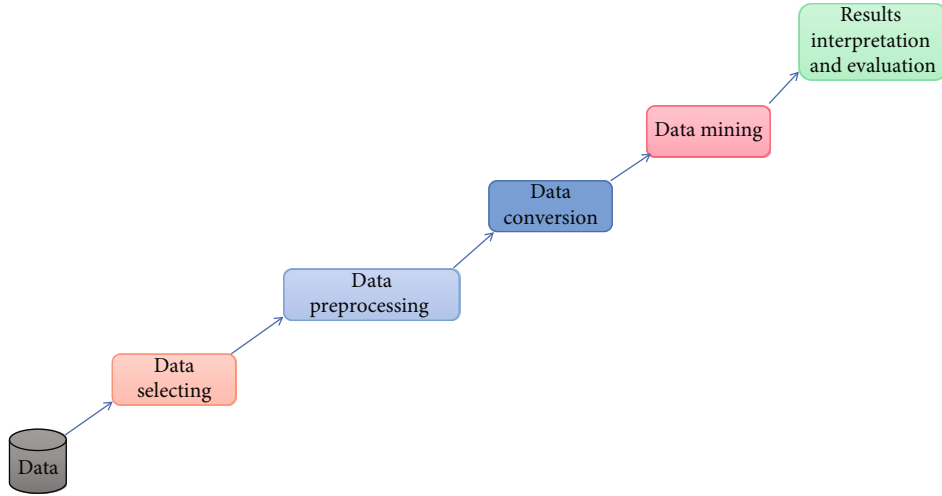 Results
interpretation
and evaluation
Data mining
Data
conversion
Data
preprocessing
Data
selecting
Data